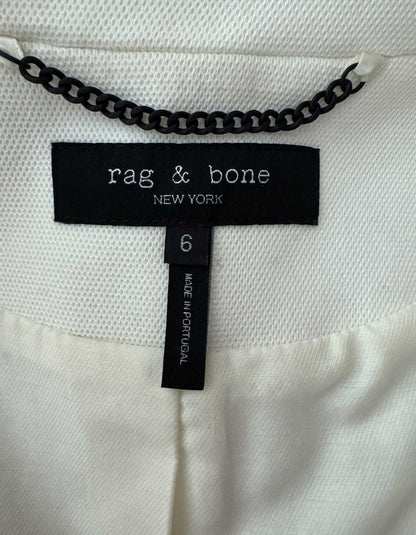 rag & bone
NEW YORK
6
MADE IN PORTUGAL